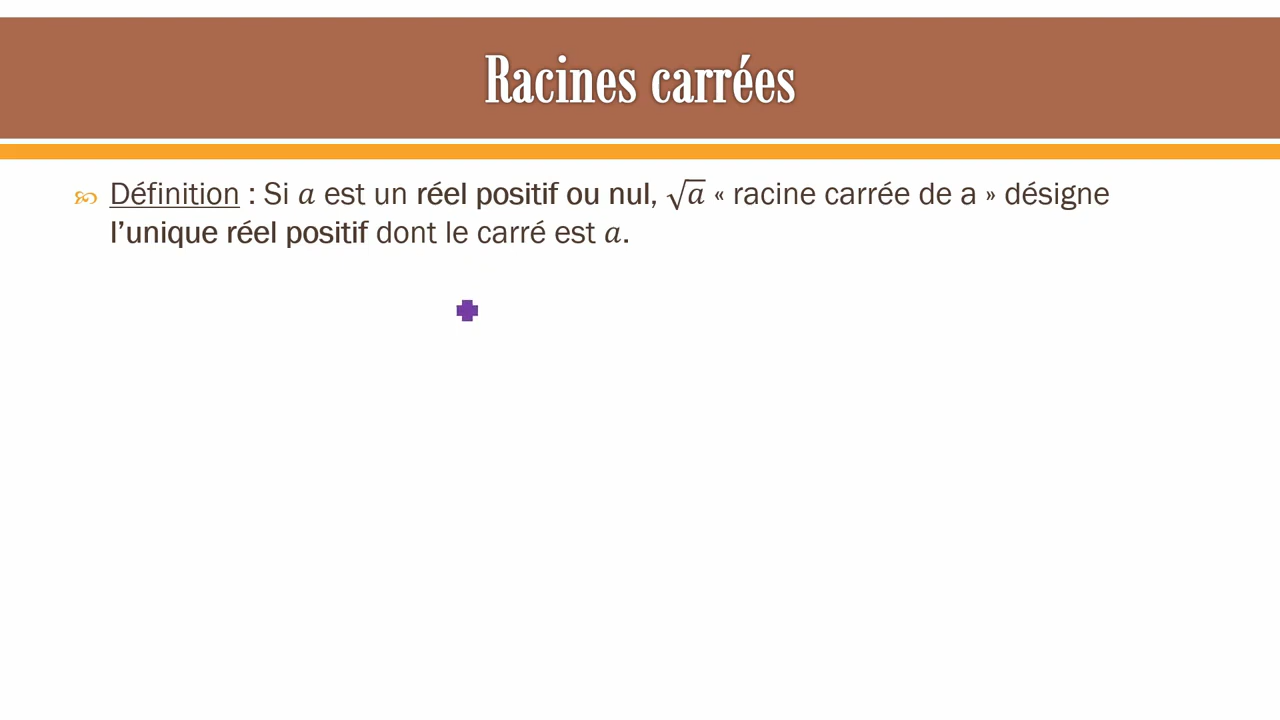 Racines carrées
Définition : Si a est un réel positif ou nul, √a « racine carrée de a » désigne
l’unique réel positif dont le carré est a.